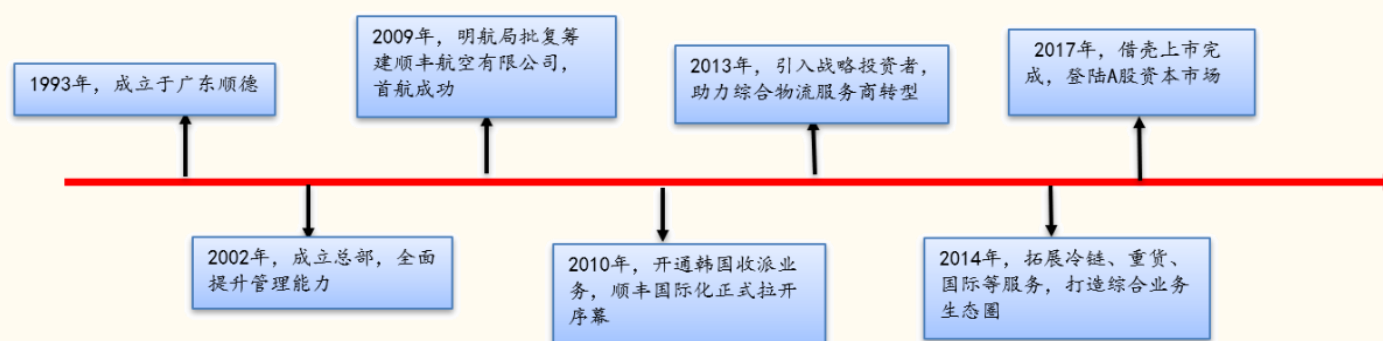 1993年，成立于广东顺德
2002年，成立总部，全面
提升管理能力
2009年，明航局批复筹
建顺丰航空有限公司，
首航成功
2010年，开通韩国收派业
务，顺丰国际化正式拉开
序幕
2013年，引入战略投资者，
助力综合物流服务商转型
2014年，拓展冷链、重货、
国际等服务，打造综合业务
生态圈
2017年，借壳上市完
成，登陆A股资本市场